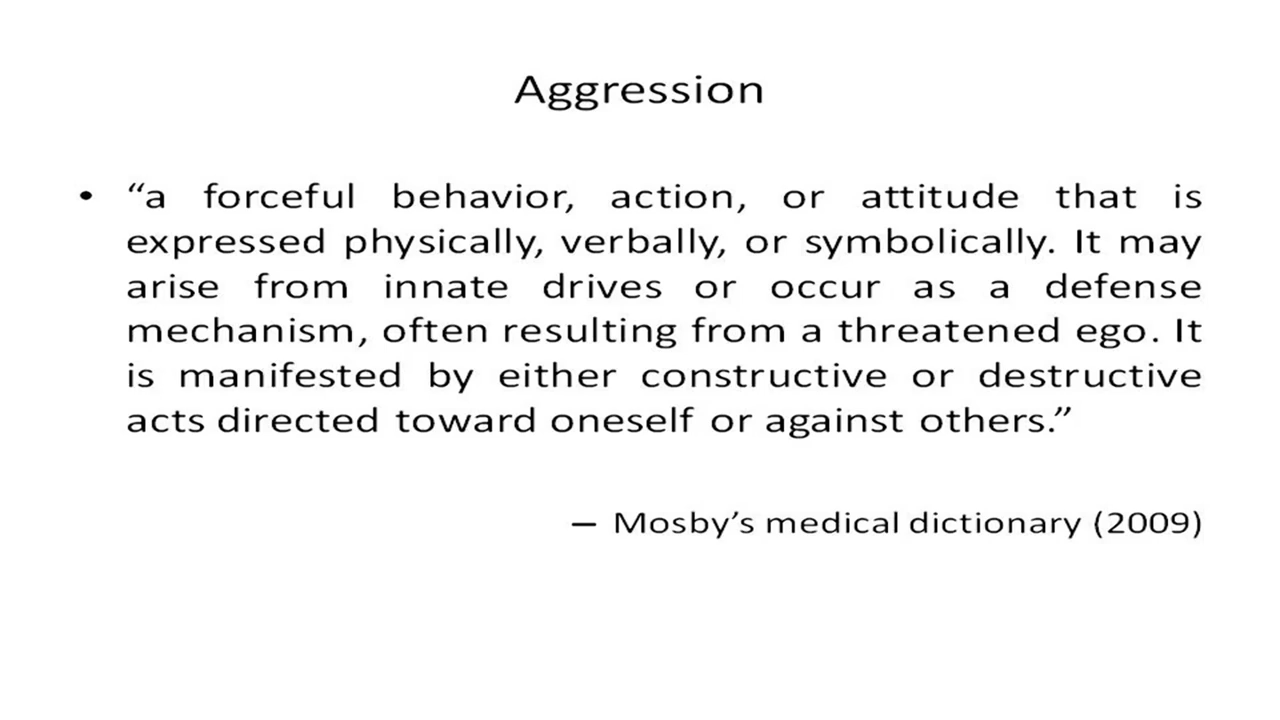 Aggression
• “a forceful behavior, action, or attitude that is
expressed physically, verbally, or symbolically. It may
arise from innate drives or occur as a defense
mechanism, often resulting from a threatened ego. It
is manifested by either constructive or destructive
acts directed toward oneself or against others.”
– Mosby’s medical dictionary (2009)